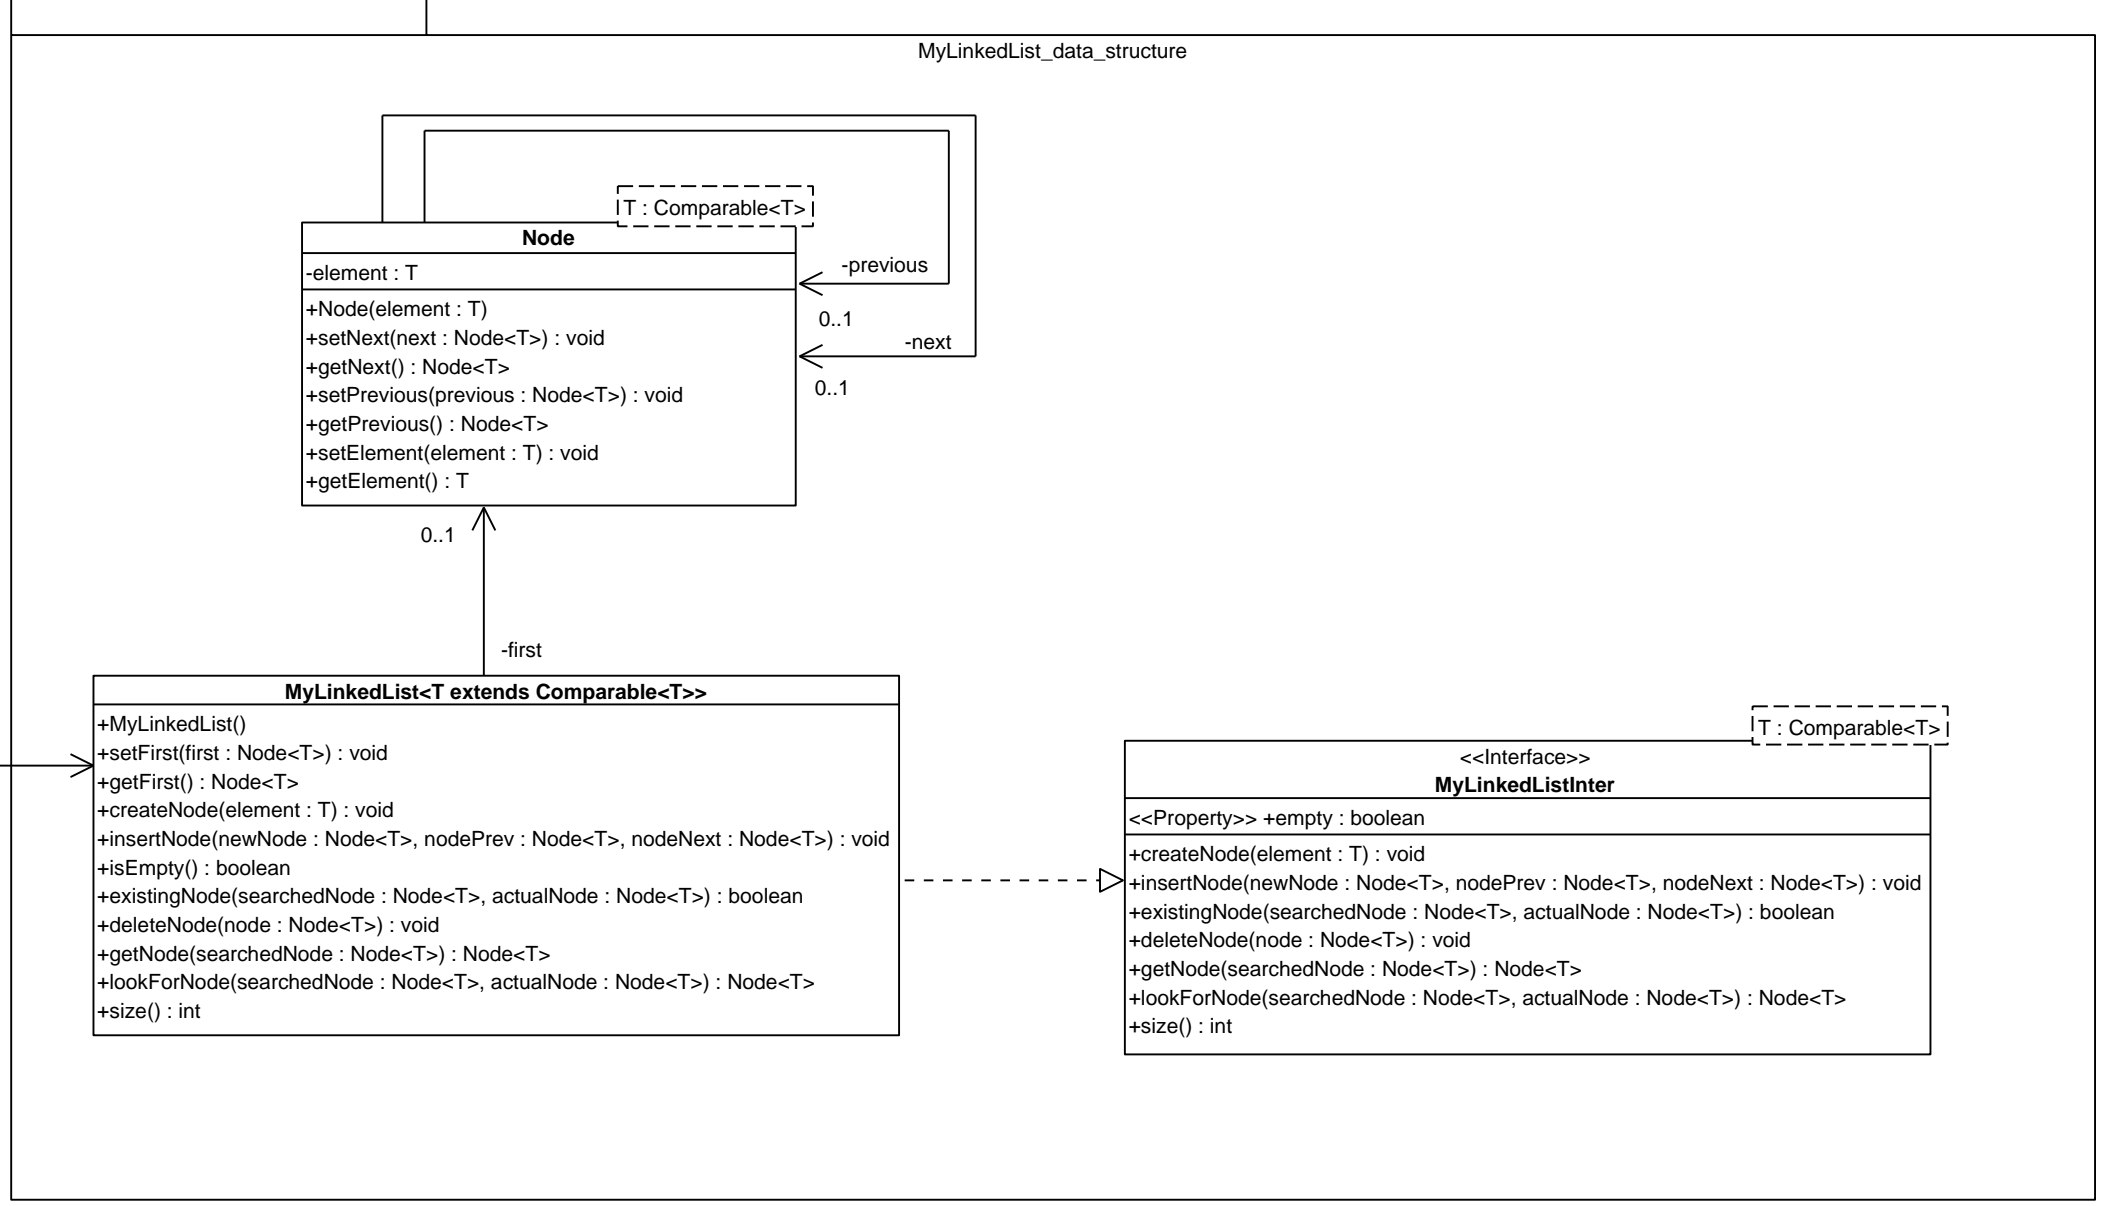 MyLinkedList_data_structure
T : Comparable<T>
Node
-element : T
+Node(element : T)
+setNext(next : Node<T>) : void
+getNext() : Node<T>
+setPrevious(previous : Node<T>) : void
+getPrevious() : Node<T>
+setElement(element : T) : void
+getElement() : T
-previous
0..1
-next
0..1
0..1
-first
MyLinkedList<T extends Comparable<T>>
+MyLinkedList()
+setFirst(first : Node<T>) : void
+getFirst() : Node<T>
+createNode(element : T) : void
+insertNode(newNode : Node<T>, nodePrev : Node<T>, nodeNext : Node<T>) : void
+isEmpty() : boolean
+existingNode(searchedNode : Node<T>, actualNode : Node<T>) : boolean
+deleteNode(node : Node<T>) : void
+getNode(searchedNode : Node<T>) : Node<T>
+lookForNode(searchedNode : Node<T>, actualNode : Node<T>) : Node<T>
+size() : int
T : Comparable<T>
<<Interface>>
MyLinkedListInter
<<Property>> +empty : boolean
+createNode(element : T) : void
+insertNode(newNode : Node<T>, nodePrev : Node<T>, nodeNext : Node<T>) : void
+existingNode(searchedNode : Node<T>, actualNode : Node<T>) : boolean
+deleteNode(node : Node<T>) : void
+getNode(searchedNode : Node<T>) : Node<T>
+lookForNode(searchedNode : Node<T>, actualNode : Node<T>) : Node<T>
+size() : int